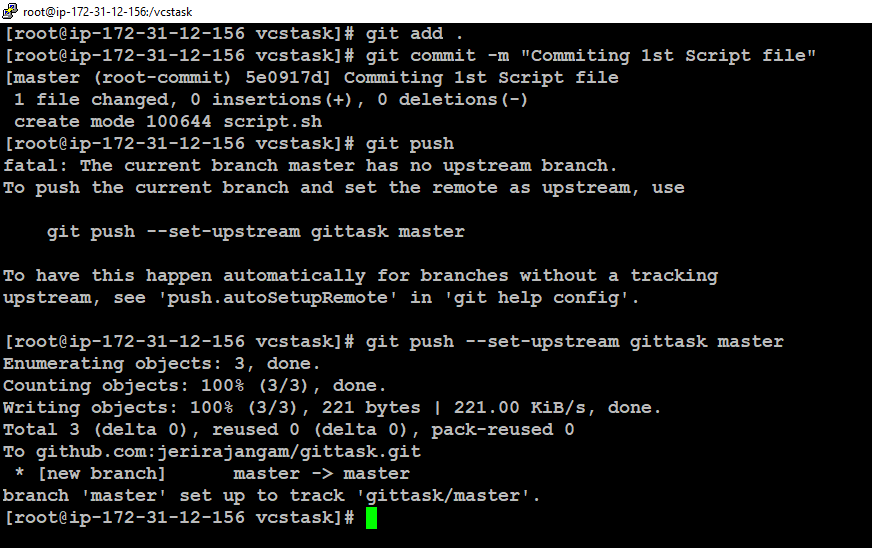 root@ip-172-31-12-156:/vcstask
[root@ip-172-31-12-156 vcstask]# git add .
[root@ip-172-31-12-156 vcstask]# git commit -m "Commiting 1st Script file"
[master (root-commit) 5e0917d] Commiting 1st Script file
 1 file changed, 0 insertions(+), 0 deletions(-)
 create mode 100644 script.sh
[root@ip-172-31-12-156 vcstask]# git push
fatal: The current branch master has no upstream branch.
To push the current branch and set the remote as upstream, use

    git push --set-upstream gittask master

To have this happen automatically for branches without a tracking
upstream, see 'push.autoSetupRemote' in 'git help config'.

[root@ip-172-31-12-156 vcstask]# git push --set-upstream gittask master
Enumerating objects: 3, done.
Counting objects: 100% (3/3), done.
Writing objects: 100% (3/3), 221 bytes | 221.00 KiB/s, done.
Total 3 (delta 0), reused 0 (delta 0), pack-reused 0
To github.com:jerirajangam/gittask.git
 * [new branch]      master -> master
branch 'master' set up to track 'gittask/master'.
[root@ip-172-31-12-156 vcstask]#